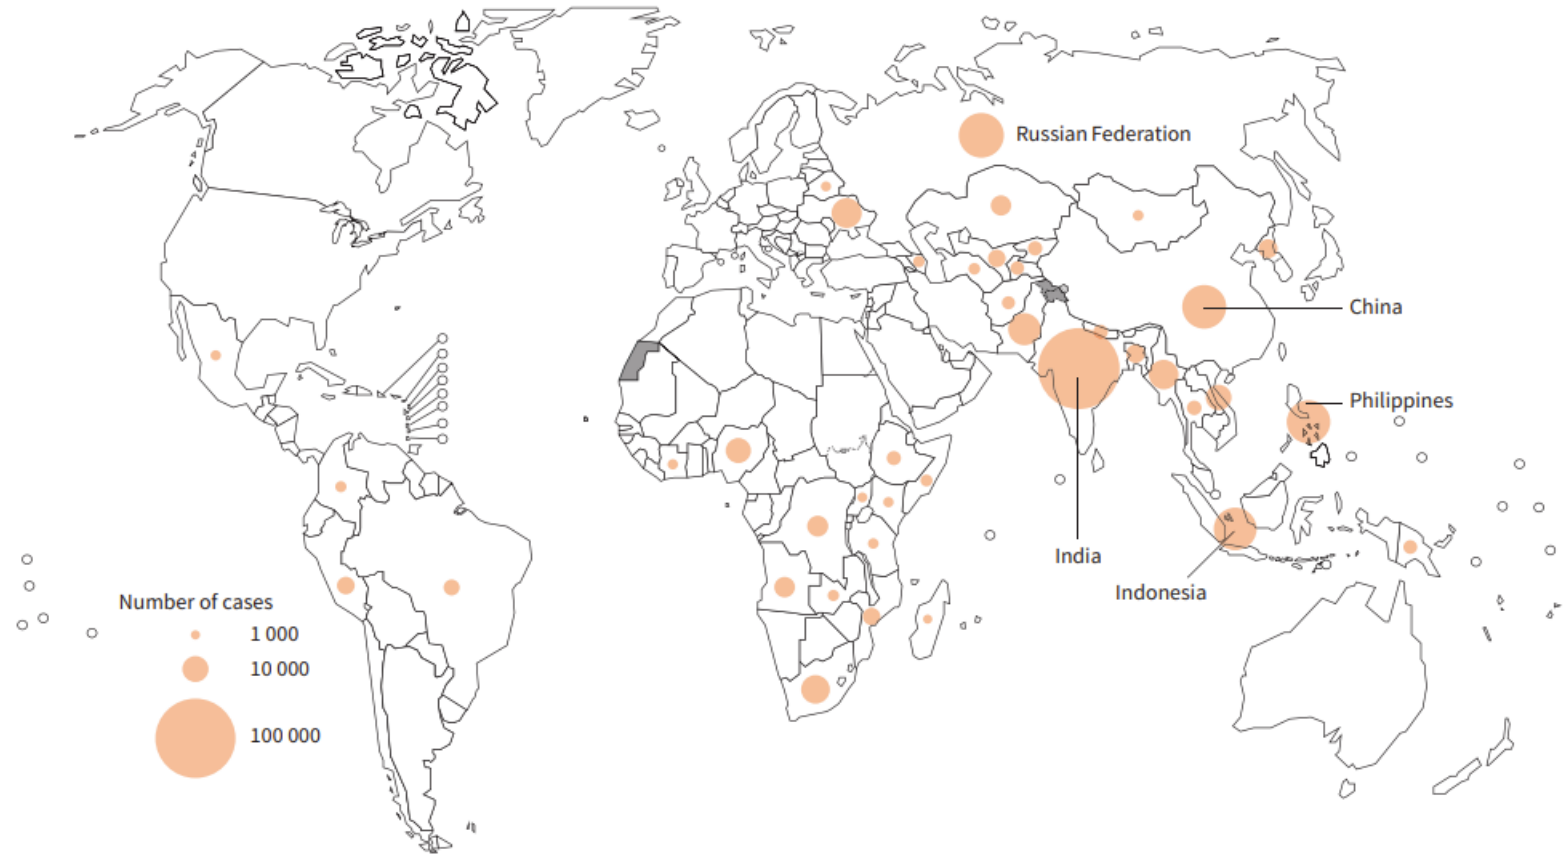 Russian Federation
China
Philippines
India
Indonesia
Number of cases
1 000
10 000
100 000